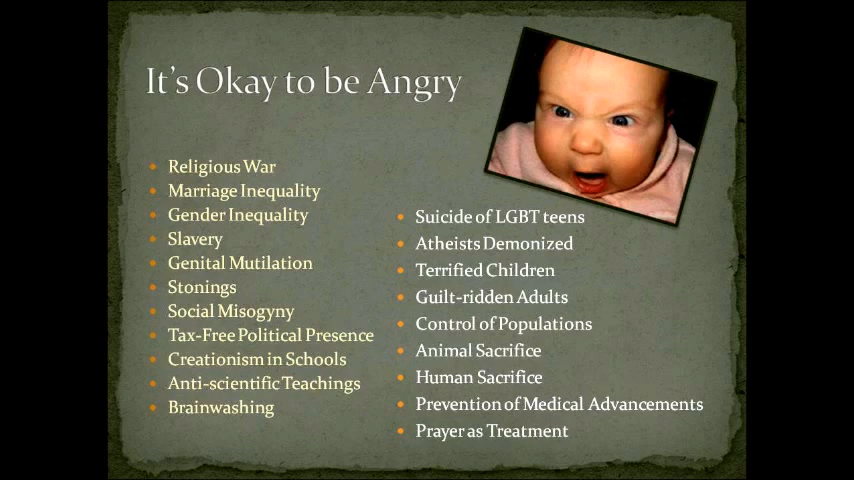 It's Okay to be Angry
Religious War
Marriage Inequality
Gender Inequality
Slavery
Genital Mutilation
Stonings
Social Misogyny
Tax-Free Political Presence
Creationism in Schools
Anti-scientific Teachings
Brainwashing
Suicide of LGBT teens
Atheists Demonized
Terrified Children
Guilt-ridden Adults
Control of Populations
Animal Sacrifice
Human Sacrifice
Prevention of Medical Advancements
Prayer as Treatment